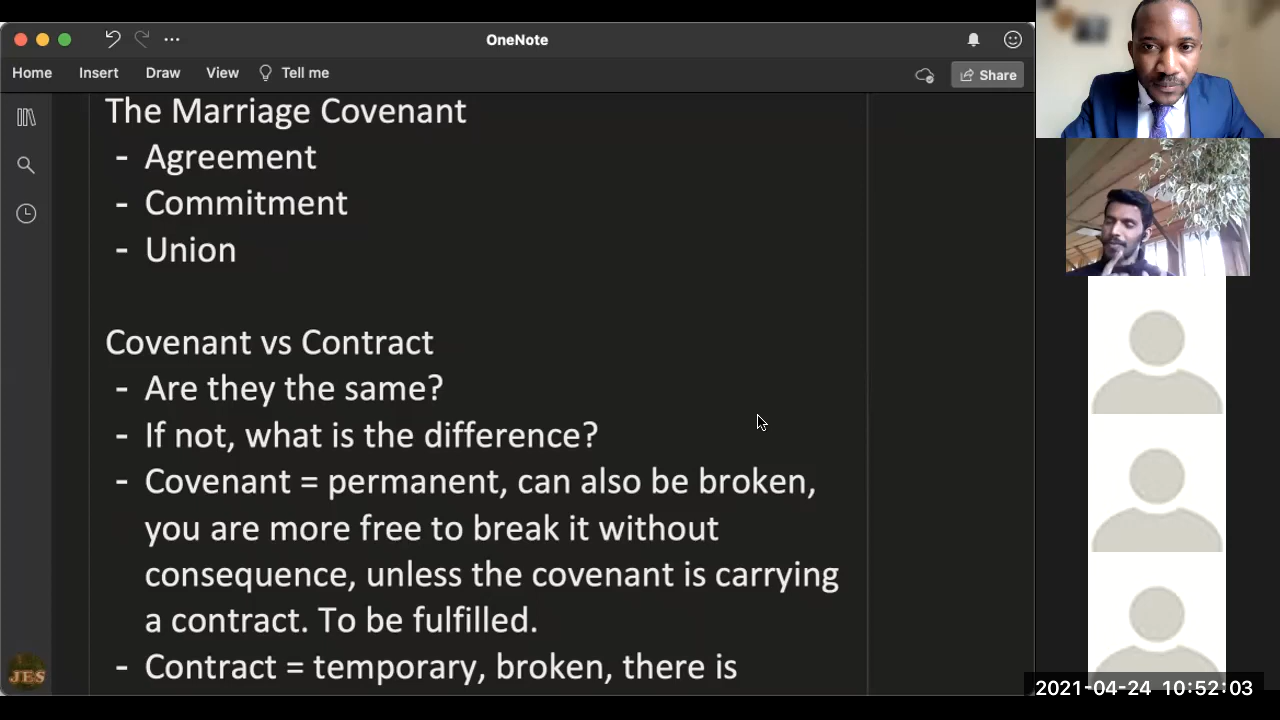 OneNote
Home Insert Draw View Tell me Share
The Marriage Covenant
- Agreement
- Commitment
- Union
Covenant vs Contract
- Are they the same?
- If not, what is the difference?
- Covenant = permanent, can also be broken,
you are more free to break it without
consequence, unless the covenant is carrying
a contract. To be fulfilled.
- Contract = temporary, broken, there is
JES
2021-04-24 10:52:03